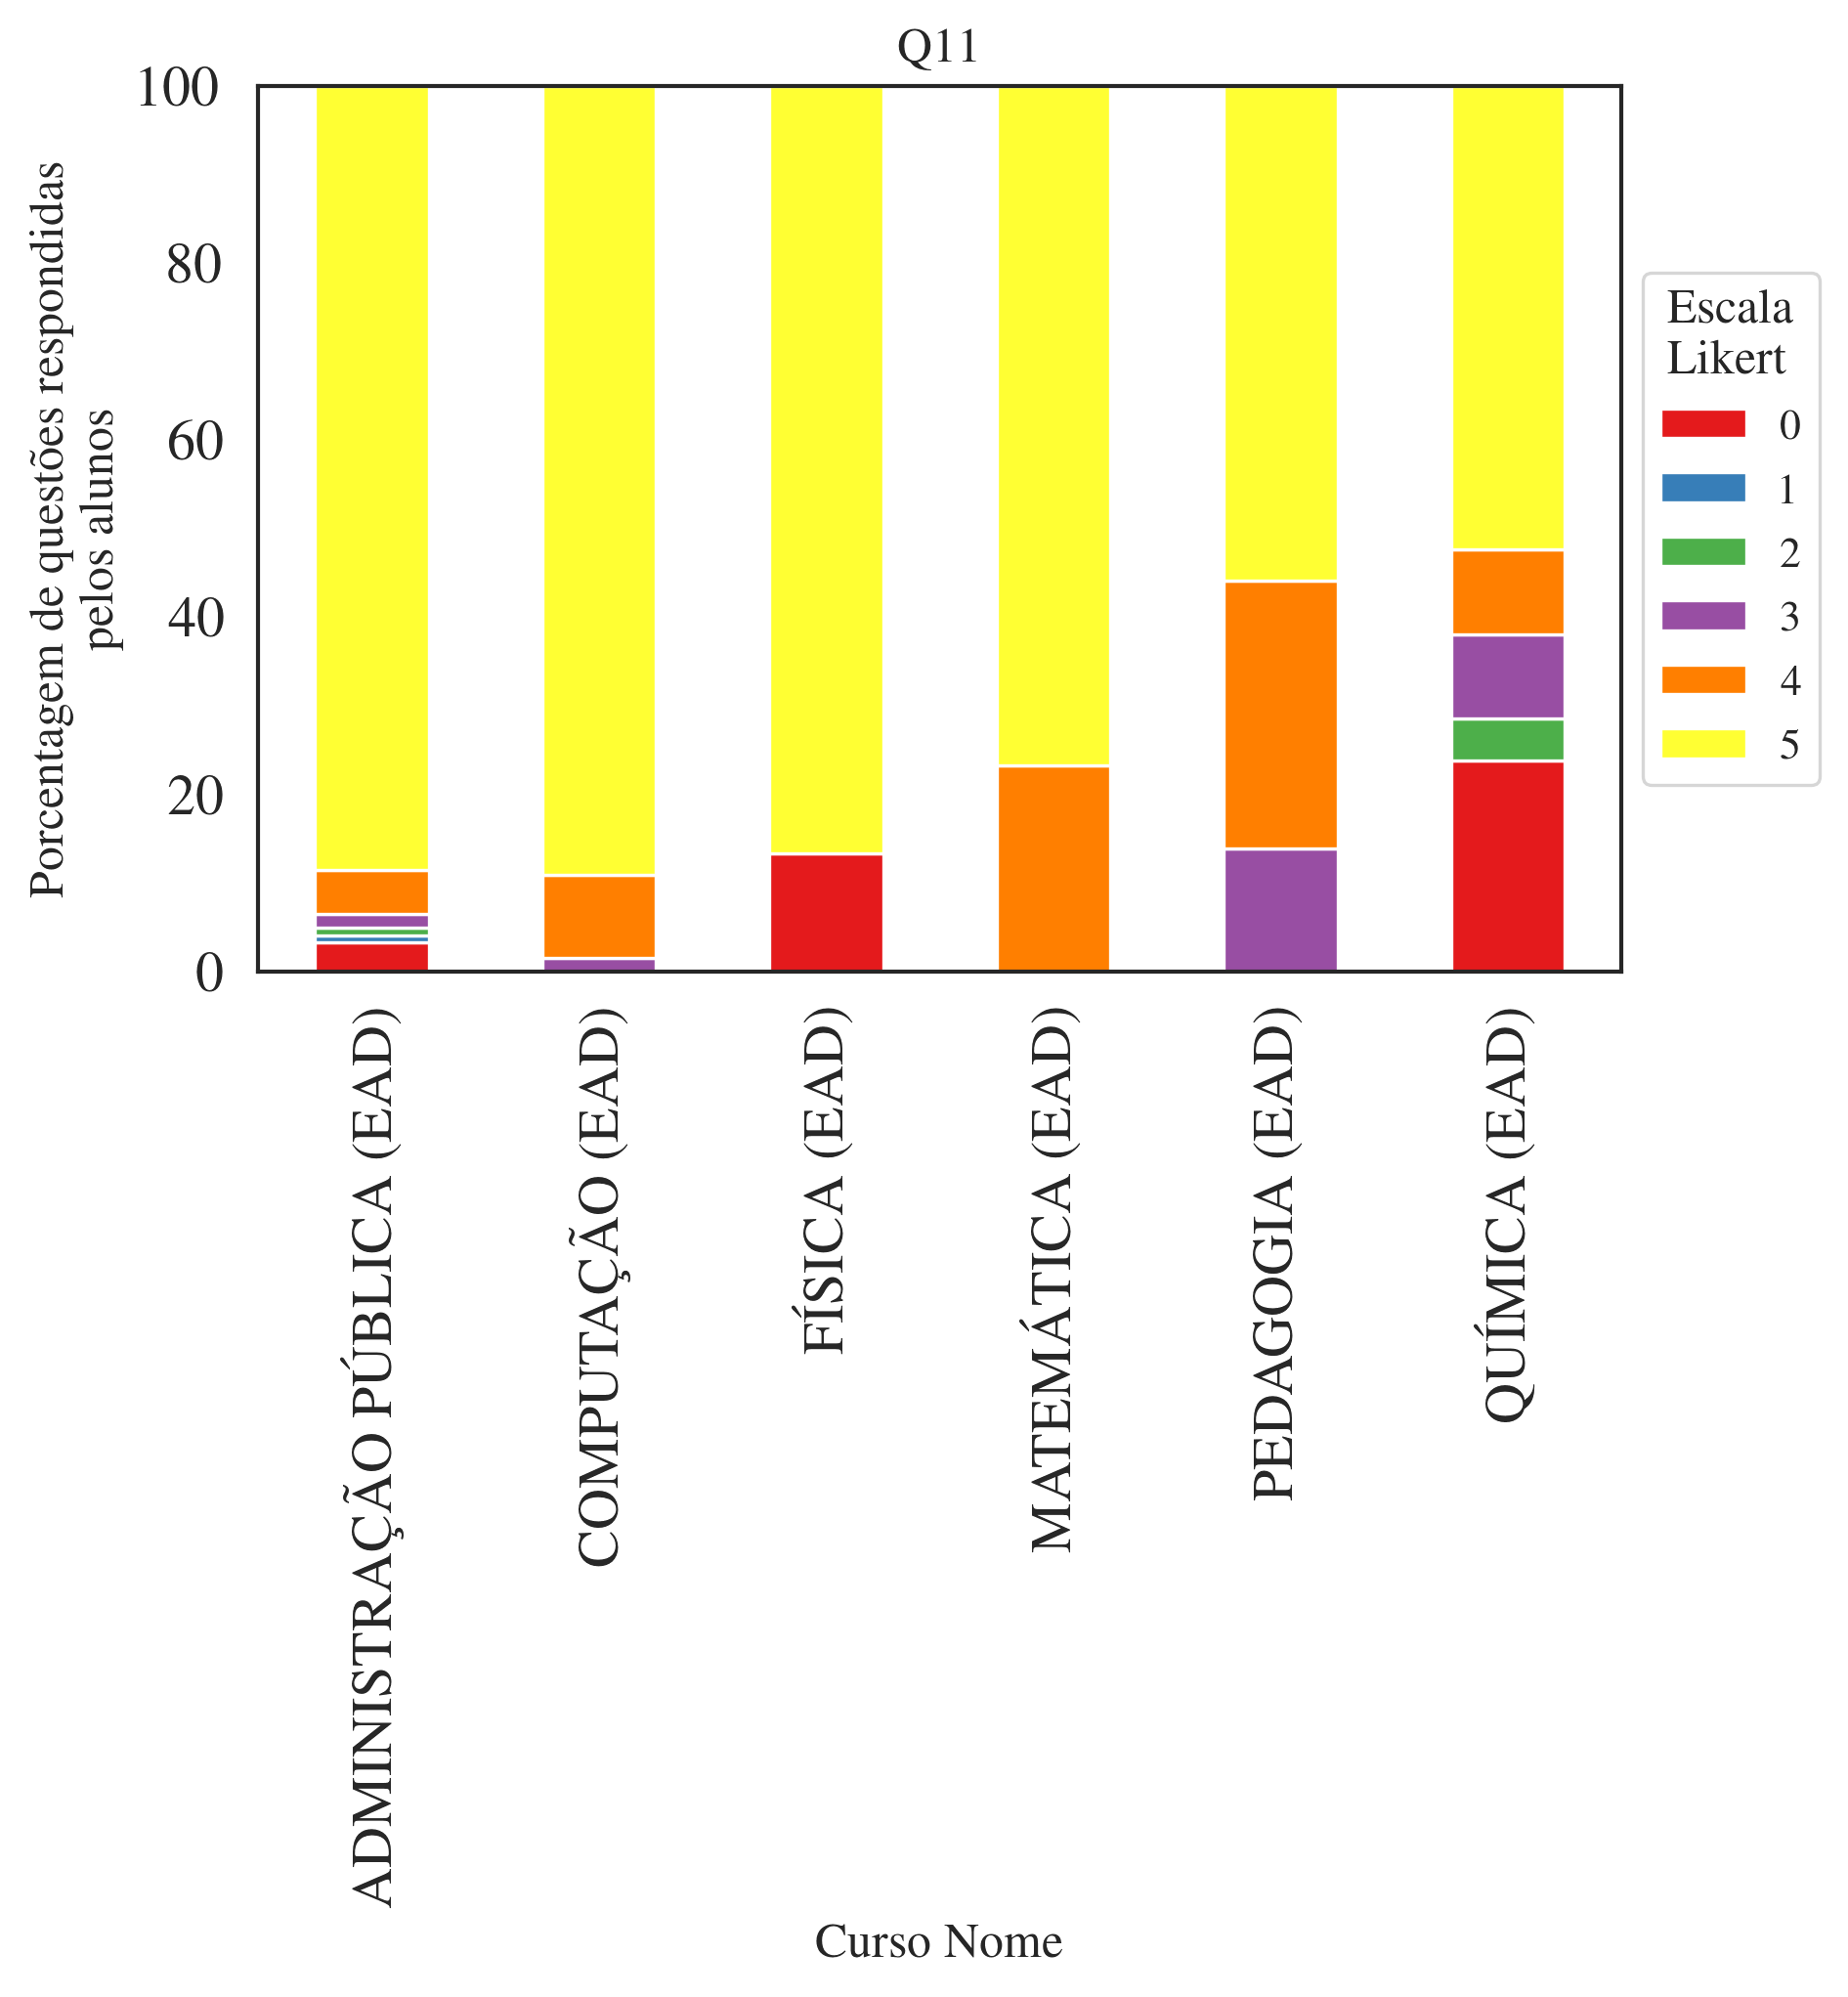 Q11
Porcentagem de questões respondidas
pelos alunos
100
80
60
40
20
0
Escala
Likert
0
1
2
3
4
5
ADMINISTRAÇÃO PÚBLICA (EAD)
COMPUTAÇÃO (EAD)
FÍSICA (EAD)
MATEMÁTICA (EAD)
PEDAGOGIA (EAD)
QUÍMICA (EAD)
Curso Nome